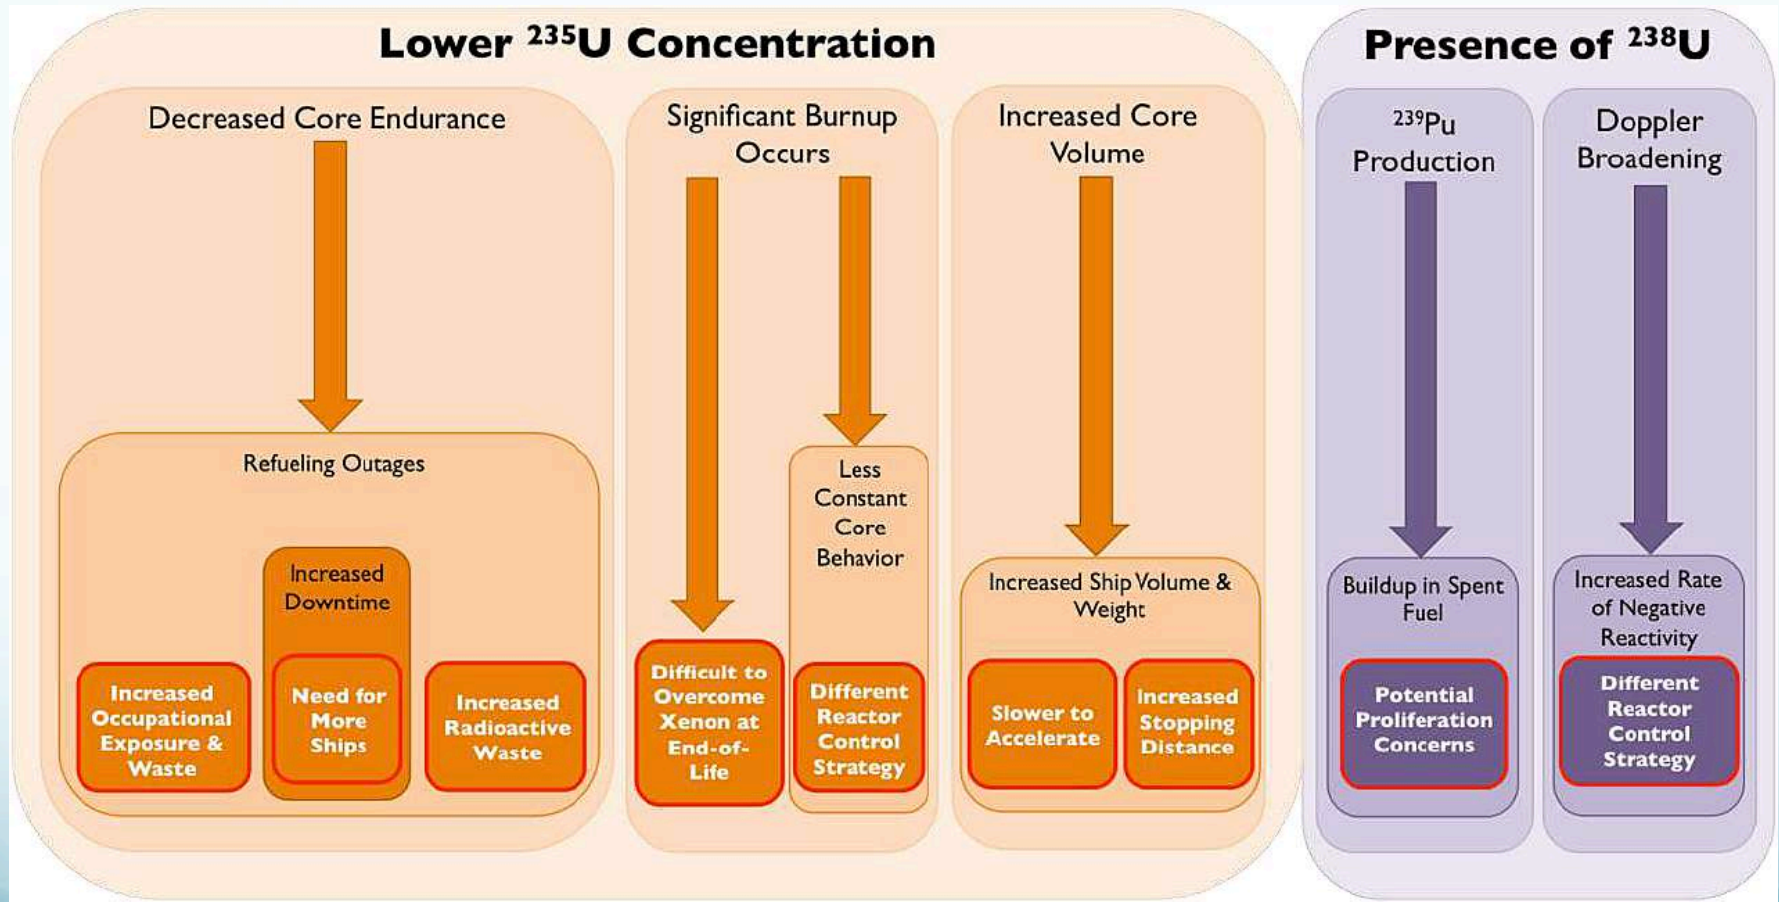 Lower ²³⁵U Concentration
Decreased Core Endurance
Refueling Outages
Increased
Occupational
Exposure &
Waste
Increased
Downtime
Need for
More
Ships
Increased
Radioactive
Waste
Significant Burnup
Occurs
Difficult to
Overcome
Xenon at
End-of-
Life
Less
Constant
Core
Behavior
Different
Reactor
Control
Strategy
Increased Core
Volume
Increased Ship Volume &
Weight
Slower to
Accelerate
Increased
Stopping
Distance
Presence of ²³⁸U
²³⁹Pu
Production
Buildup in Spent
Fuel
Potential
Proliferation
Concerns
Doppler
Broadening
Increased Rate
of Negative
Reactivity
Different
Reactor
Control
Strategy